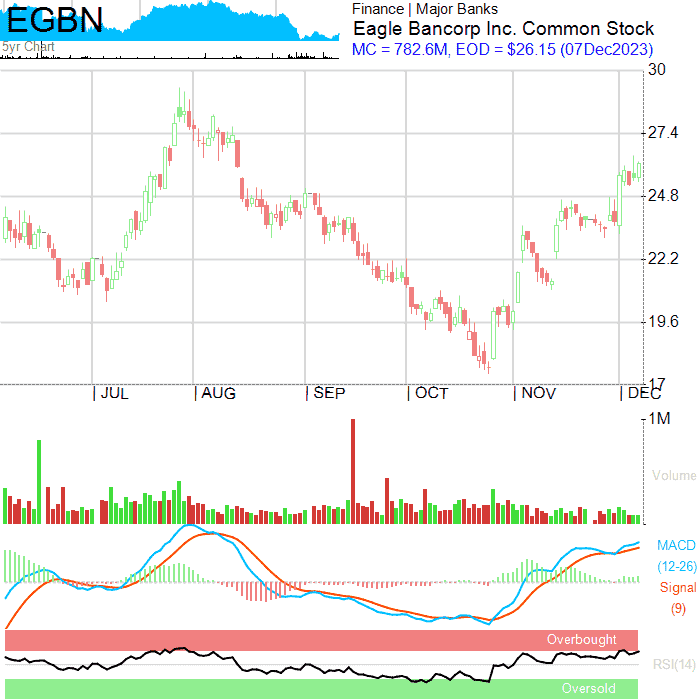 EGBN
5yr Chart
Finance | Major Banks
Eagle Bancorp Inc. Common Stock
MC = 782.6M, EOD = $26.15 (07Dec2023)
30
27.4
24.8
22.2
19.6
17
| JUL | AUG | SEP | OCT | NOV | DEC
1M
Volume
MACD
(12-26)
Signal
(9)
Overbought
RSI(14)
Oversold